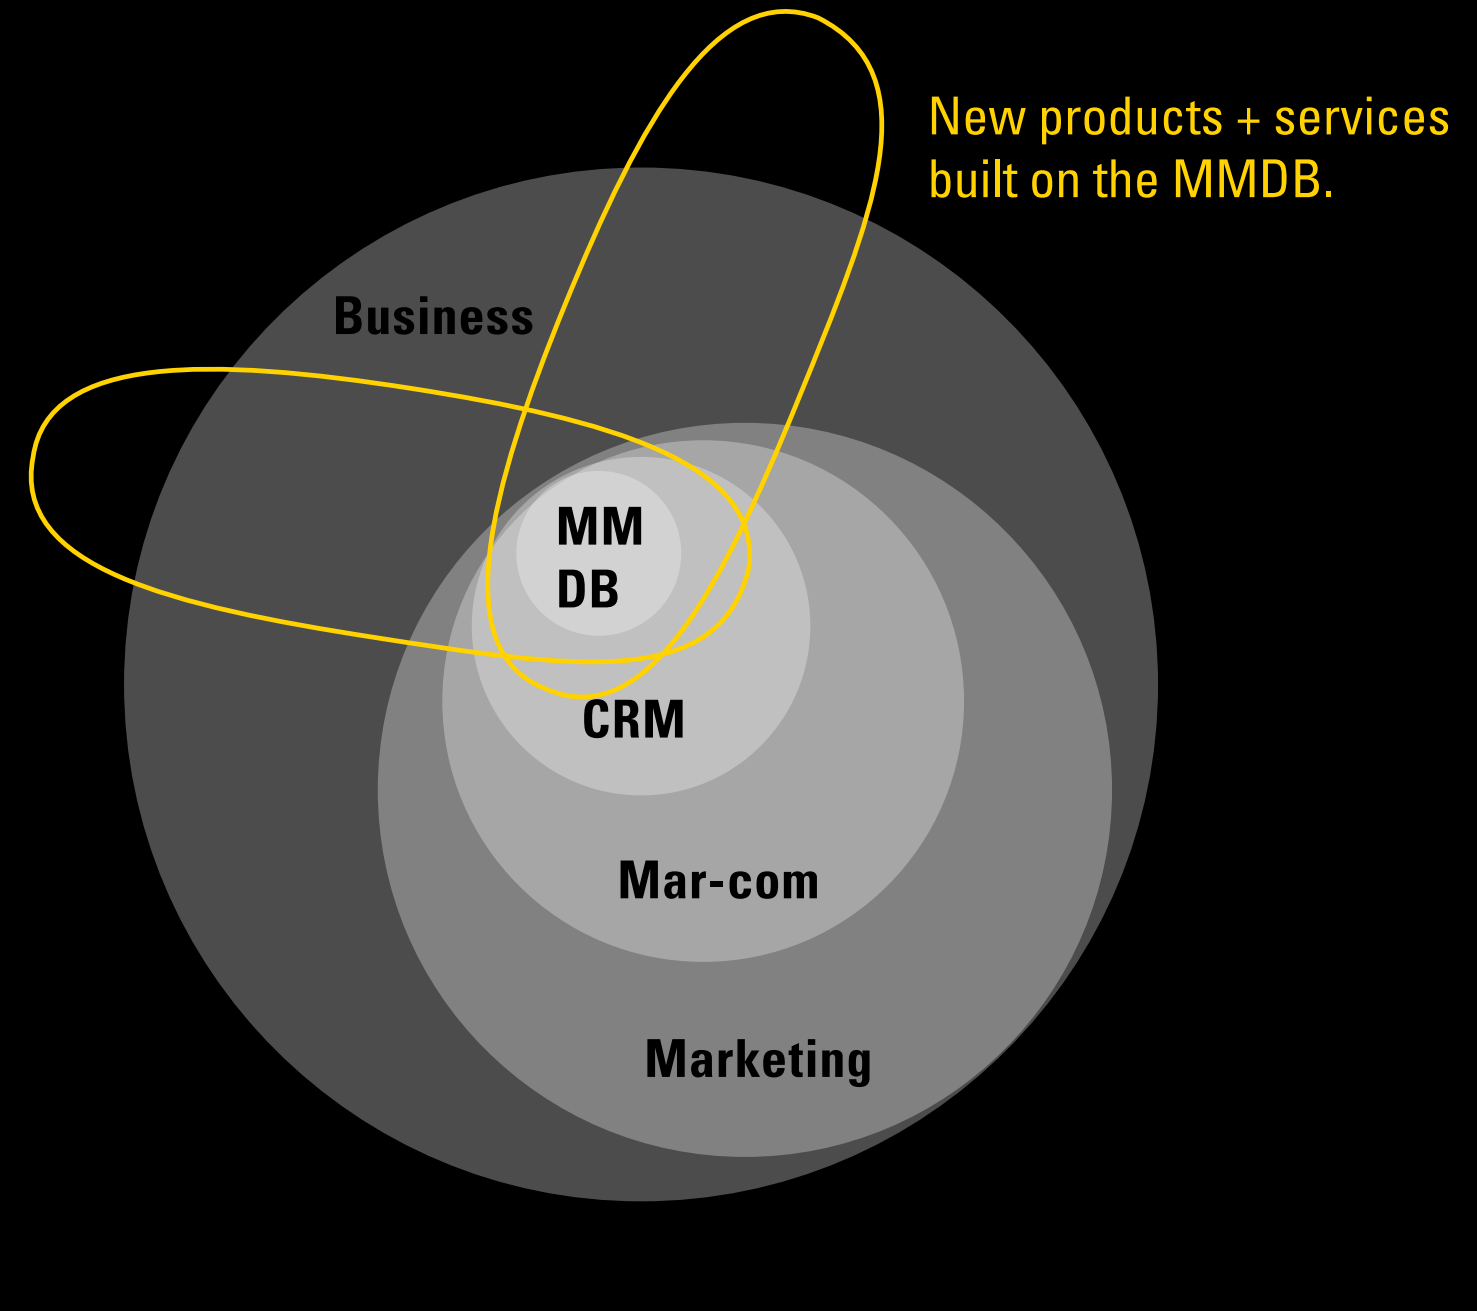 New products + services
built on the MMDB.
Business
MM
DB
CRM
Mar-com
Marketing